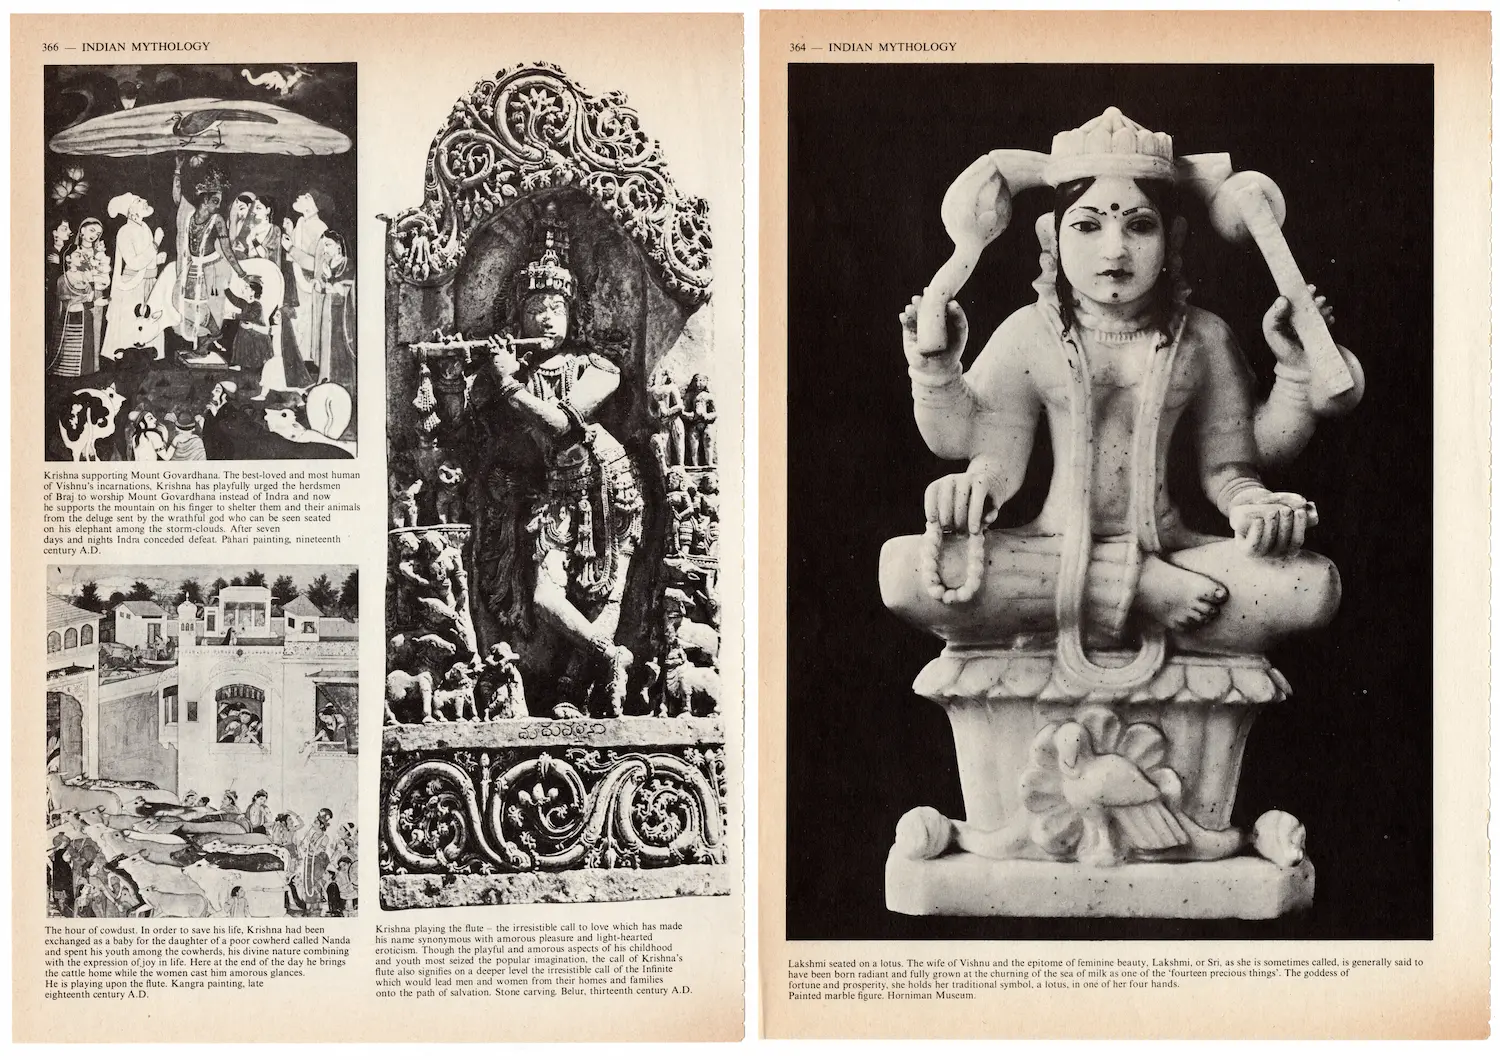 366 — INDIAN MYTHOLOGY
Krishna supporting Mount Govardhana. The best-loved and most human
of Vishnu's incarnations, Krishna has playfully urged the herdsmen
of Braj to worship Mount Govardhana instead of Indra and now
he supports the mountain on his finger to shelter them and their animals
from the deluge sent by the wrathful god who can be seen seated
on his elephant among the storm-clouds. After seven
days and nights Indra conceded defeat. Pahari painting, nineteenth
century A.D.
The hour of cowdust. In order to save his life, Krishna had been
exchanged as a baby for the daughter of a poor cowherd called Nanda
and spent his youth among the cowherds, his divine nature combining
with the expression of joy in life. Here at the end of the day he brings
the cattle home while the women cast him amorous glances.
He is playing upon the flute. Kangra painting, late
eighteenth century A.D.
Krishna playing the flute – the irresistible call to love which has made
his name synonymous with amorous pleasure and light-hearted
eroticism. Though the playful and amorous aspects of his childhood
and youth most seized the popular imagination, the call of Krishna's
flute also signifies on a deeper level the irresistible call of the Infinite
which would lead men and women from their homes and families
onto the path of salvation. Stone carving. Belur, thirteenth century A.D.
364 — INDIAN MYTHOLOGY
Lakshmi seated on a lotus. The wife of Vishnu and the epitome of feminine beauty, Lakshmi, or Sri, as she is sometimes called, is generally said to
have been born radiant and fully grown at the churning of the sea of milk as one of the 'fourteen precious things'. The goddess of
fortune and prosperity, she holds her traditional symbol, a lotus, in one of her four hands.
Painted marble figure. Horniman Museum.